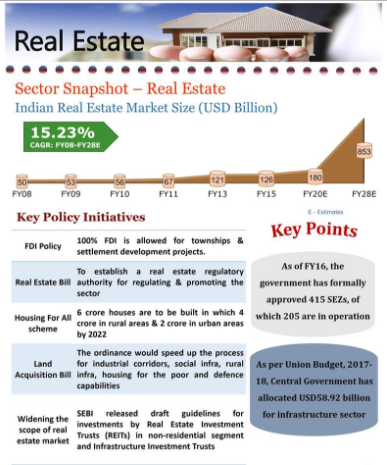 Real Estate
Sector Snapshot – Real Estate
Indian Real Estate Market Size (USD Billion)
15.23%
CAGR: FY08-FY28E
50
53
56
67
121
126
180
853
FY08
FY09
FY10
FY11
FY13
FY15
FY20E
FY28E
E - Estimates
Key Policy Initiatives
FDI Policy
100% FDI is allowed for townships &
settlement development projects.
Real Estate Bill
To establish a real estate regulatory
authority for regulating & promoting the
sector
Housing For All
scheme
6 crore houses are to be built in which 4
crore in rural areas & 2 crore in urban areas
by 2022
Land
Acquisition Bill
The ordinance would speed up the process
for industrial corridors, social infra, rural
infra, housing for the poor and defence
capabilities
Widening the
scope of real
estate market
SEBI released draft guidelines for
investments by Real Estate Investment
Trusts (REITs) in non-residential segment
and Infrastructure Investment Trusts
Key Points
As of FY16, the
government has formally
approved 415 SEZs, of
which 205 are in operation
As per Union Budget, 2017-
18, Central Government has
allocated USD58.92 billion
for infrastructure sector